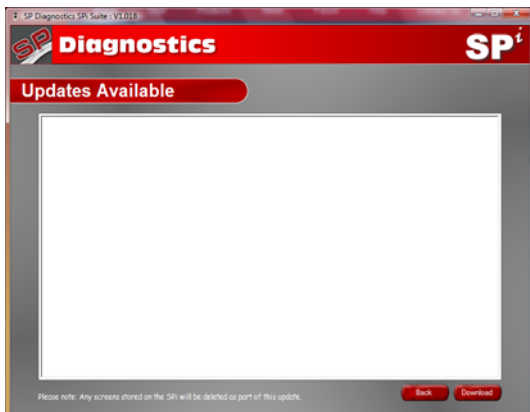 SP Diagnostics SPi Suite : V1.018
SP Diagnostics
SPi
Updates Available
Please note: Any screens stored on the SPi will be deleted as part of this update.
Back
Download